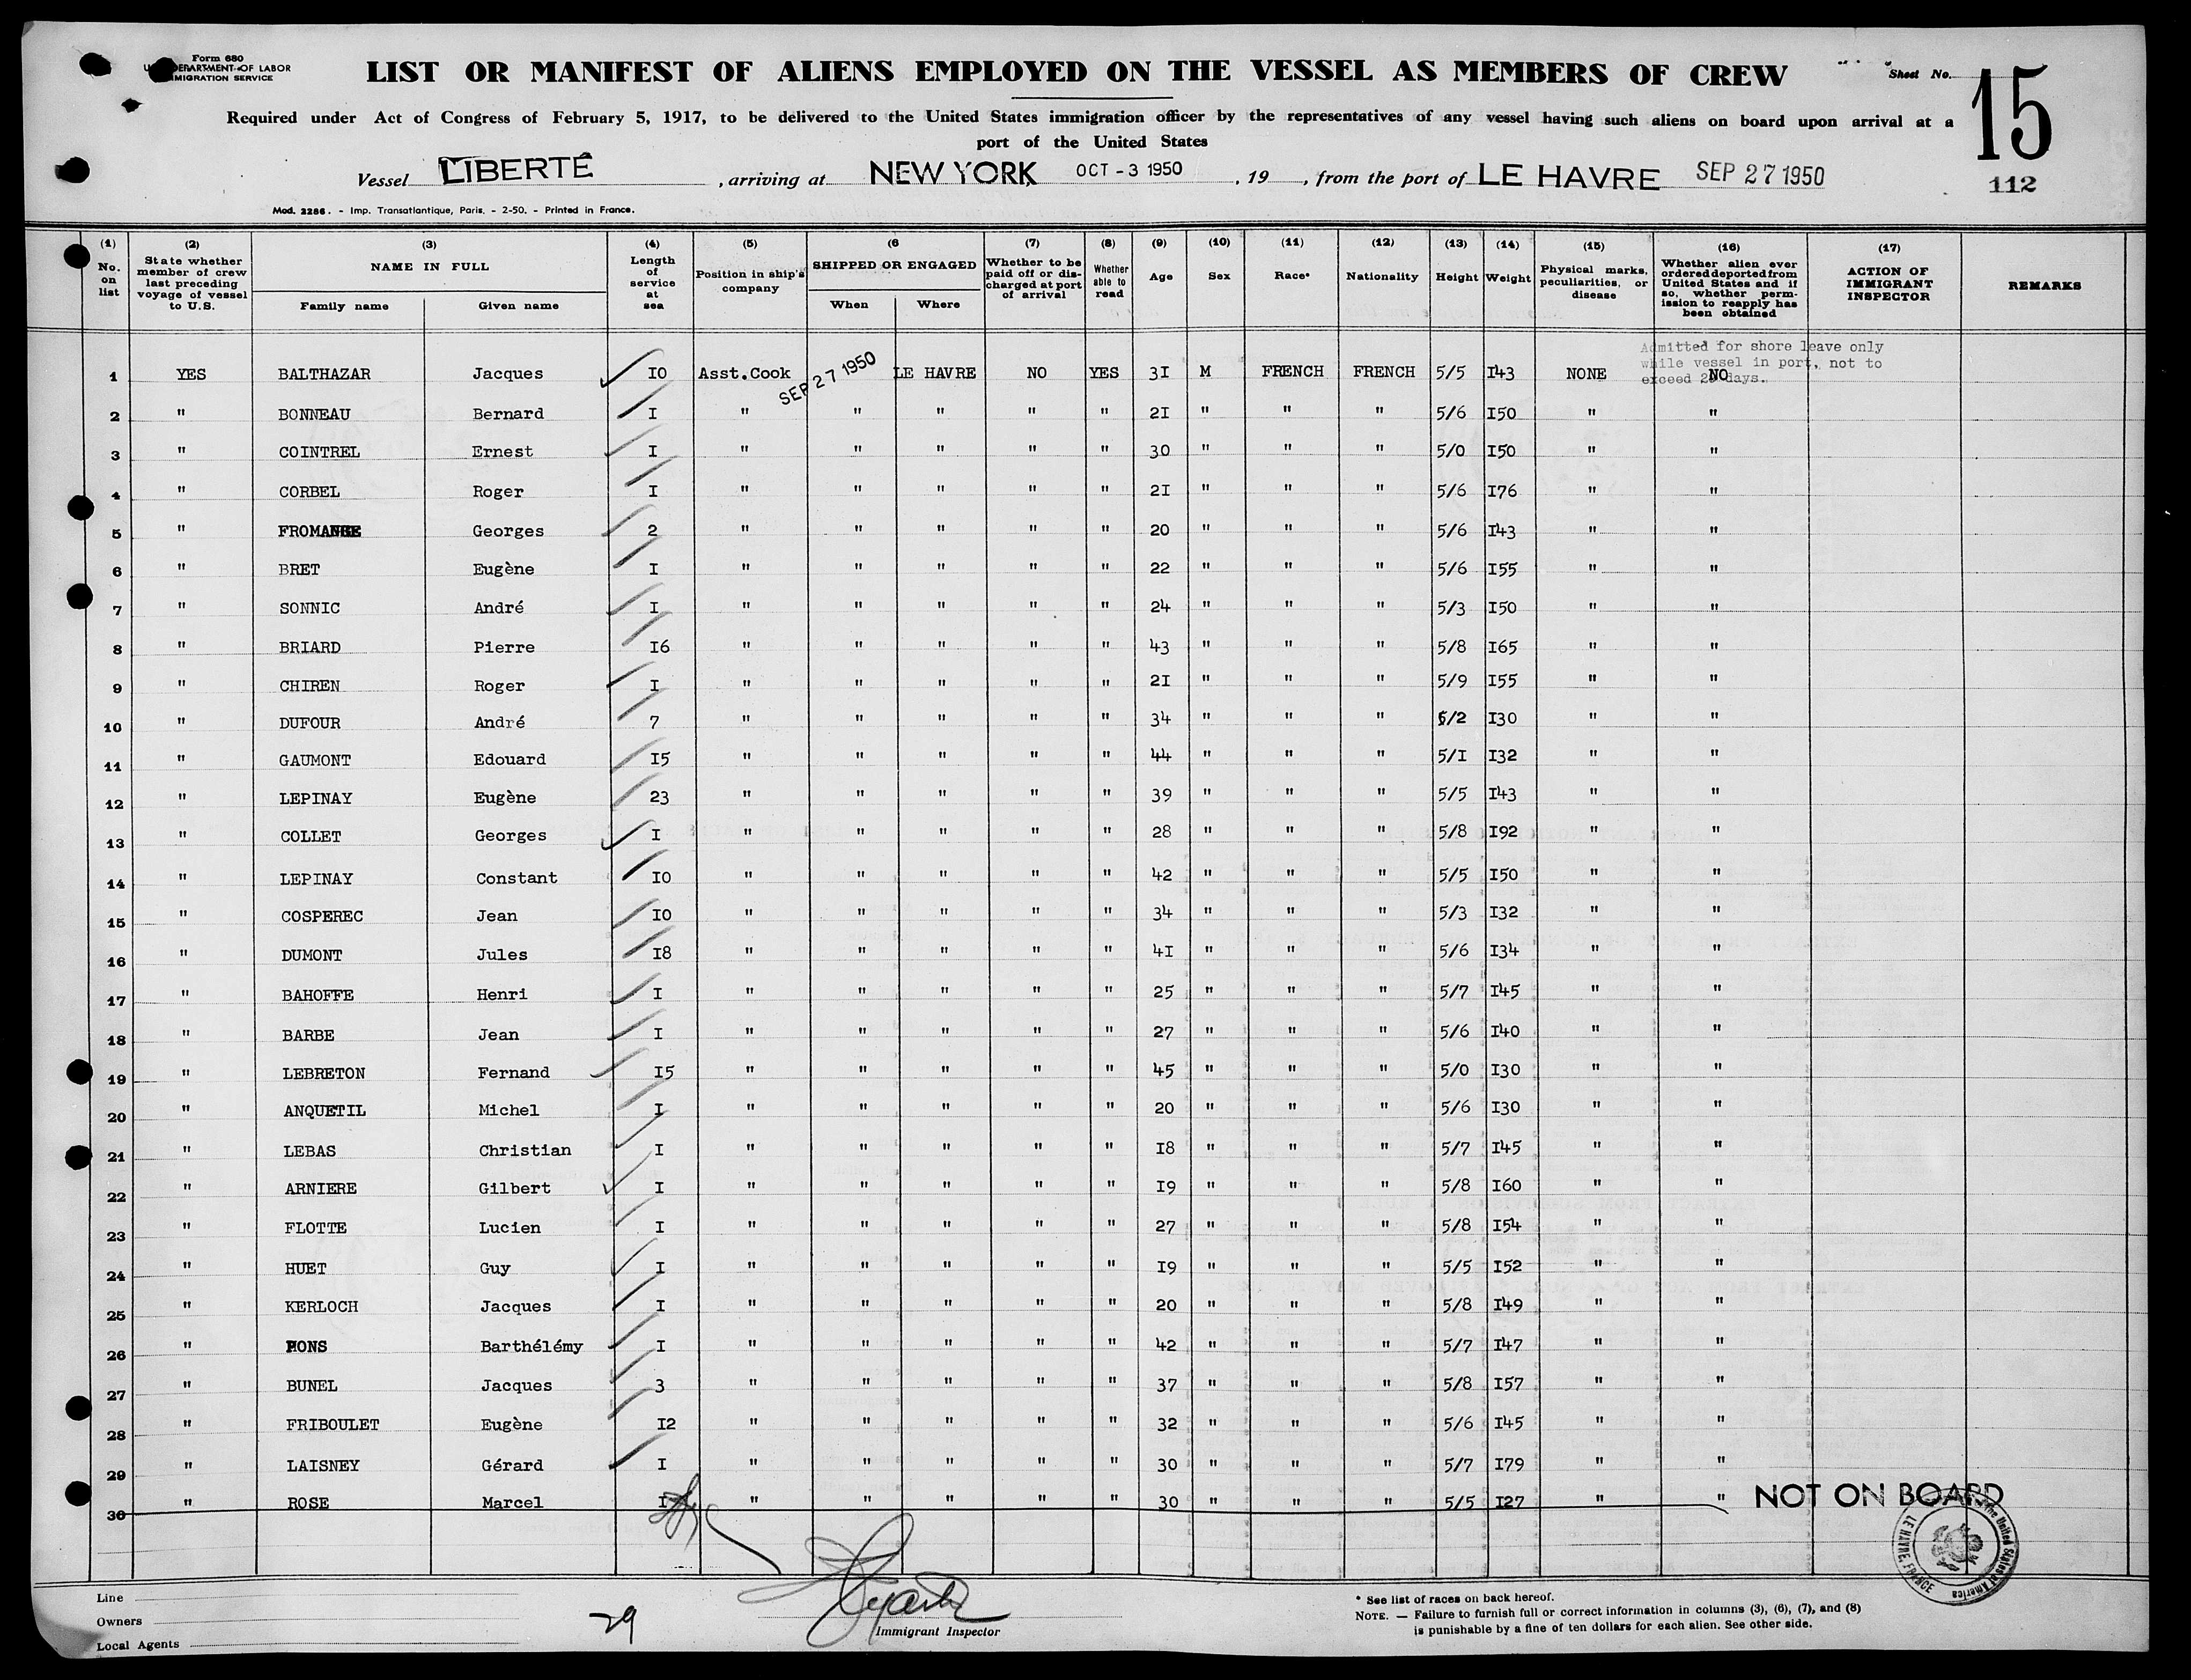 Form 680
DEPARTMENT OF LABOR
IMMIGRATION SERVICE
LIST OR MANIFEST OF ALIENS EMPLOYED ON THE VESSEL AS MEMBERS OF CREW
Sheet No. 15
Required under Act of Congress of February 5, 1917, to be delivered to the United States immigration officer by the representatives of any vessel having such aliens on board upon arrival at a
port of the United States
Vessel LIBERTÉ, arriving at NEW YORK OCT - 3 1950, 19 , from the port of LE HAVRE SEP 27 1950
112
Mod. 2286. - Imp. Transatlantique, Paris. - 2-50. - Printed in France.
(1) No. on list (2) State whether member of crew last preceding voyage of vessel to U.S. (3) NAME IN FULL Family name Given name (4) Length of service at sea (5) Position in ship's company (6 SHIPPED OR ENGAGED When Where (7) Whether to be paid off or discharged at port of arrival (8) Whether able to read (9) Age (10) Sex (11) Race* (12) Nationality (13) Height (14) Weight (15) Physical marks, peculiarities, or disease (16) Whether alien ever ordered deported from United States and if so, whether permission to reapply has been obtained (17) ACTION OF IMMIGRANT INSPECTOR REMARKS
Admitted for shore leave only
while vessel in port, not to
exceed 29 days.
1 YES BALTHAZAR Jacques IO Asst.Cook SEP 27 1950 LE HAVRE NO YES 3I M FRENCH FRENCH 5/5 I43 NONE NO
2 " BONNEAU Bernard I " " " " " 2I " " " 5/6 I50 " "
3 " COINTREL Ernest I " " " " " 30 " " " 5/0 I50 " "
4 " CORBEL Roger I " " " " " 2I " " " 5/6 I76 " "
5 " Georges 2 " " " " " 20 " " " 5/6 I43 " "
6 " BRET Eugène I " " " " " 22 " " " 5/6 I55 " "
7 " SONNIC André I " " " " " 24 " " " 5/3 I50 " "
8 " BRIARD Pierre I6 " " " " " 43 " " " 5/8 I65 " "
9 " CHIREN Roger I " " " " " 2I " " " 5/9 I55 " "
10 " DUFOUR André 7 " " " " " 34 " " " 5/2 I30 " "
11 " GAUMONT Edouard I5 " " " " " 44 " " " 5/I I32 " "
12 " LEPINAY Eugène 23 " " " " " 39 " " " 5/5 I43 " "
13 " COLLET Georges I " " " " " 28 " " " 5/8 I92 " "
14 " LEPINAY Constant IO " " " " " 42 " " " 5/5 I50 " "
15 " COSPEREC Jean IO " " " " " 34 " " " 5/3 I32 " "
16 " DUMONT Jules I8 " " " " " 4I " " " 5/6 I34 " "
17 " BAHOFFE Henri I " " " " " 25 " " " 5/7 I45 " "
18 " BARBE Jean I " " " " " 27 " " " 5/6 I40 " "
19 " LEBRETON Fernand I5 " " " " " 45 " " " 5/0 I30 " "
20 " ANQUETIL Michel I " " " " " 20 " " " 5/6 I30 " "
21 " LEBAS Christian I " " " " " I8 " " " 5/7 I45 " "
22 " ARNIERE Gilbert I " " " " " I9 " " " 5/8 I60 " "
23 " FLOTTE Lucien I " " " " " 27 " " " 5/8 I54 " "
24 " HUET Guy I " " " " " I9 " " " 5/5 I52 " "
25 " KERLOCH Jacques I " " " " " 20 " " " 5/8 I49 " "
26 " Barthélémy I " " " " " 42 " " " 5/7 I47 " "
27 " BUNEL Jacques 3 " " " " " 37 " " " 5/8 I57 " "
28 " FRIBOULET Eugène I2 " " " " " 32 " " " 5/6 I45 " "
29 " LAISNEY Gérard I " " " " " 30 " " " 5/7 I79 " "
30 " ROSE Marcel " " " " " 30 " " " 5/5 I27 " " NOT ON BOARD
LE HAVRE, FRANCE the United States of America
Line
Owners
Local Agents
29
Immigrant Inspector
* See list of races on back hereof.
NOTE. — Failure to furnish full or correct information in columns (3), (6), (7), and (8)
is punishable by a fine of ten dollars for each alien. See other side.